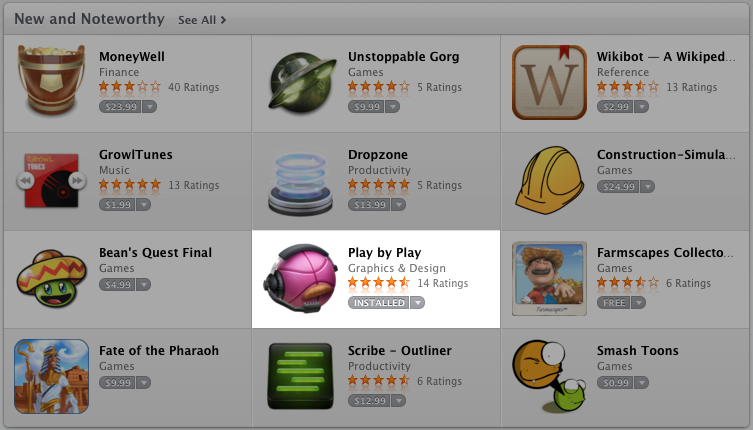 New and Noteworthy See All ›
MoneyWell
Finance
40 Ratings
$23.99
Unstoppable Gorg
Games
5 Ratings
$9.99
Wikibot — A Wikiped…
Reference
13 Ratings
$2.99
GROWL
TUNES
GrowlTunes
Music
13 Ratings
$1.99
Dropzone
Productivity
5 Ratings
$13.99
Construction-Simula…
Games
$24.99
Bean's Quest Final
Games
$4.99
Play by Play
Graphics & Design
14 Ratings
INSTALLED
Farmscapes™
Farmscapes Collecto…
Games
6 Ratings
FREE
Fate of the Pharaoh
Games
$9.99
Scribe - Outliner
Productivity
6 Ratings
$12.99
Smash Toons
Games
$0.99
W